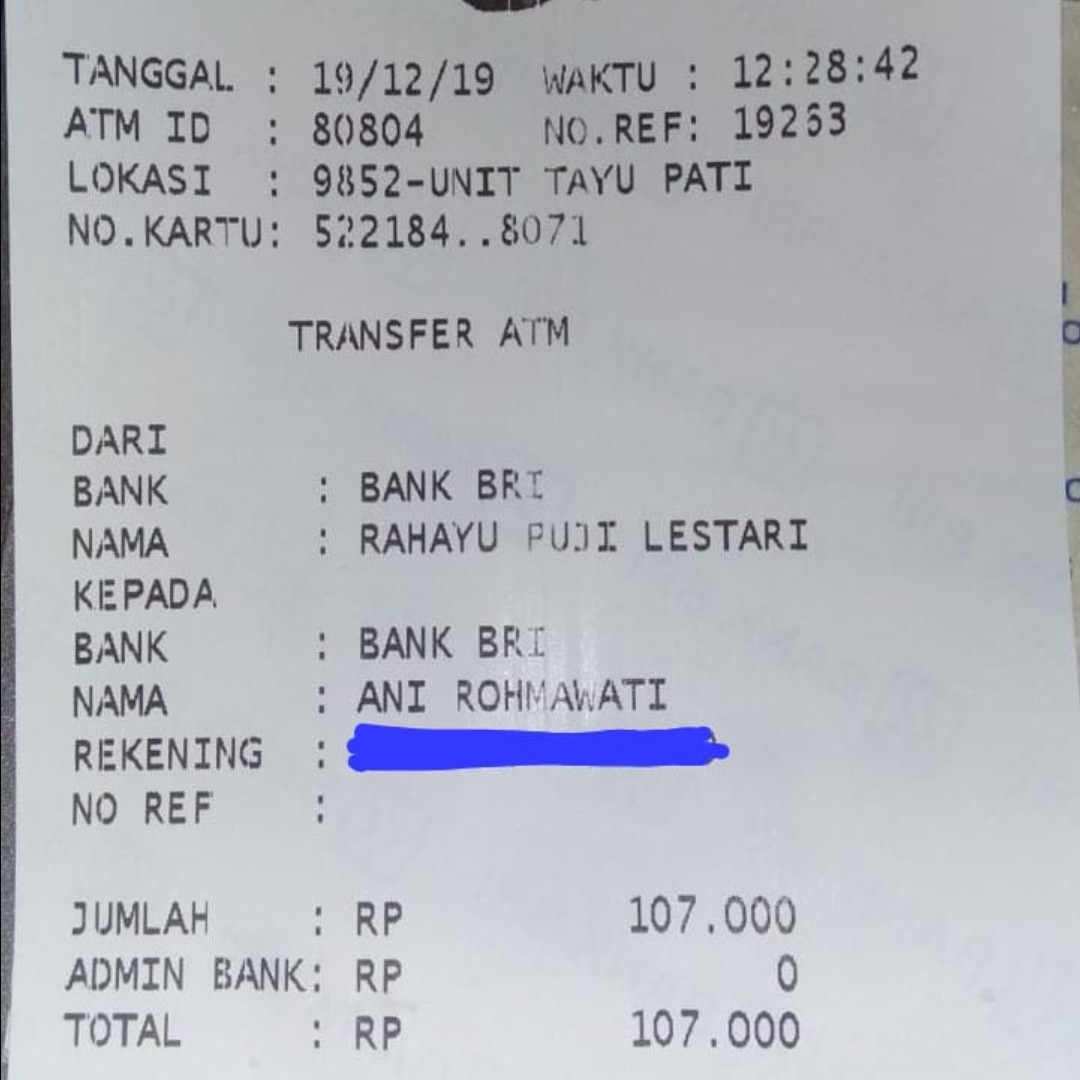 TANGGAL : 19/12/19 WAKTU : 12:28:42
ATM ID : 80804 NO.REF: 19263
LOKASI : 9852-UNIT TAYU PATI
NO.KARTU: 522184..8071
TRANSFER ATM
DARI
BANK : BANK BRI
NAMA : RAHAYU PUJI LESTARI
KEPADA
BANK : BANK BRI
NAMA : ANI ROHMAWATI
REKENING :
NO REF :
JUMLAH : RP 107.000
ADMIN BANK: RP 0
TOTAL : RP 107.000